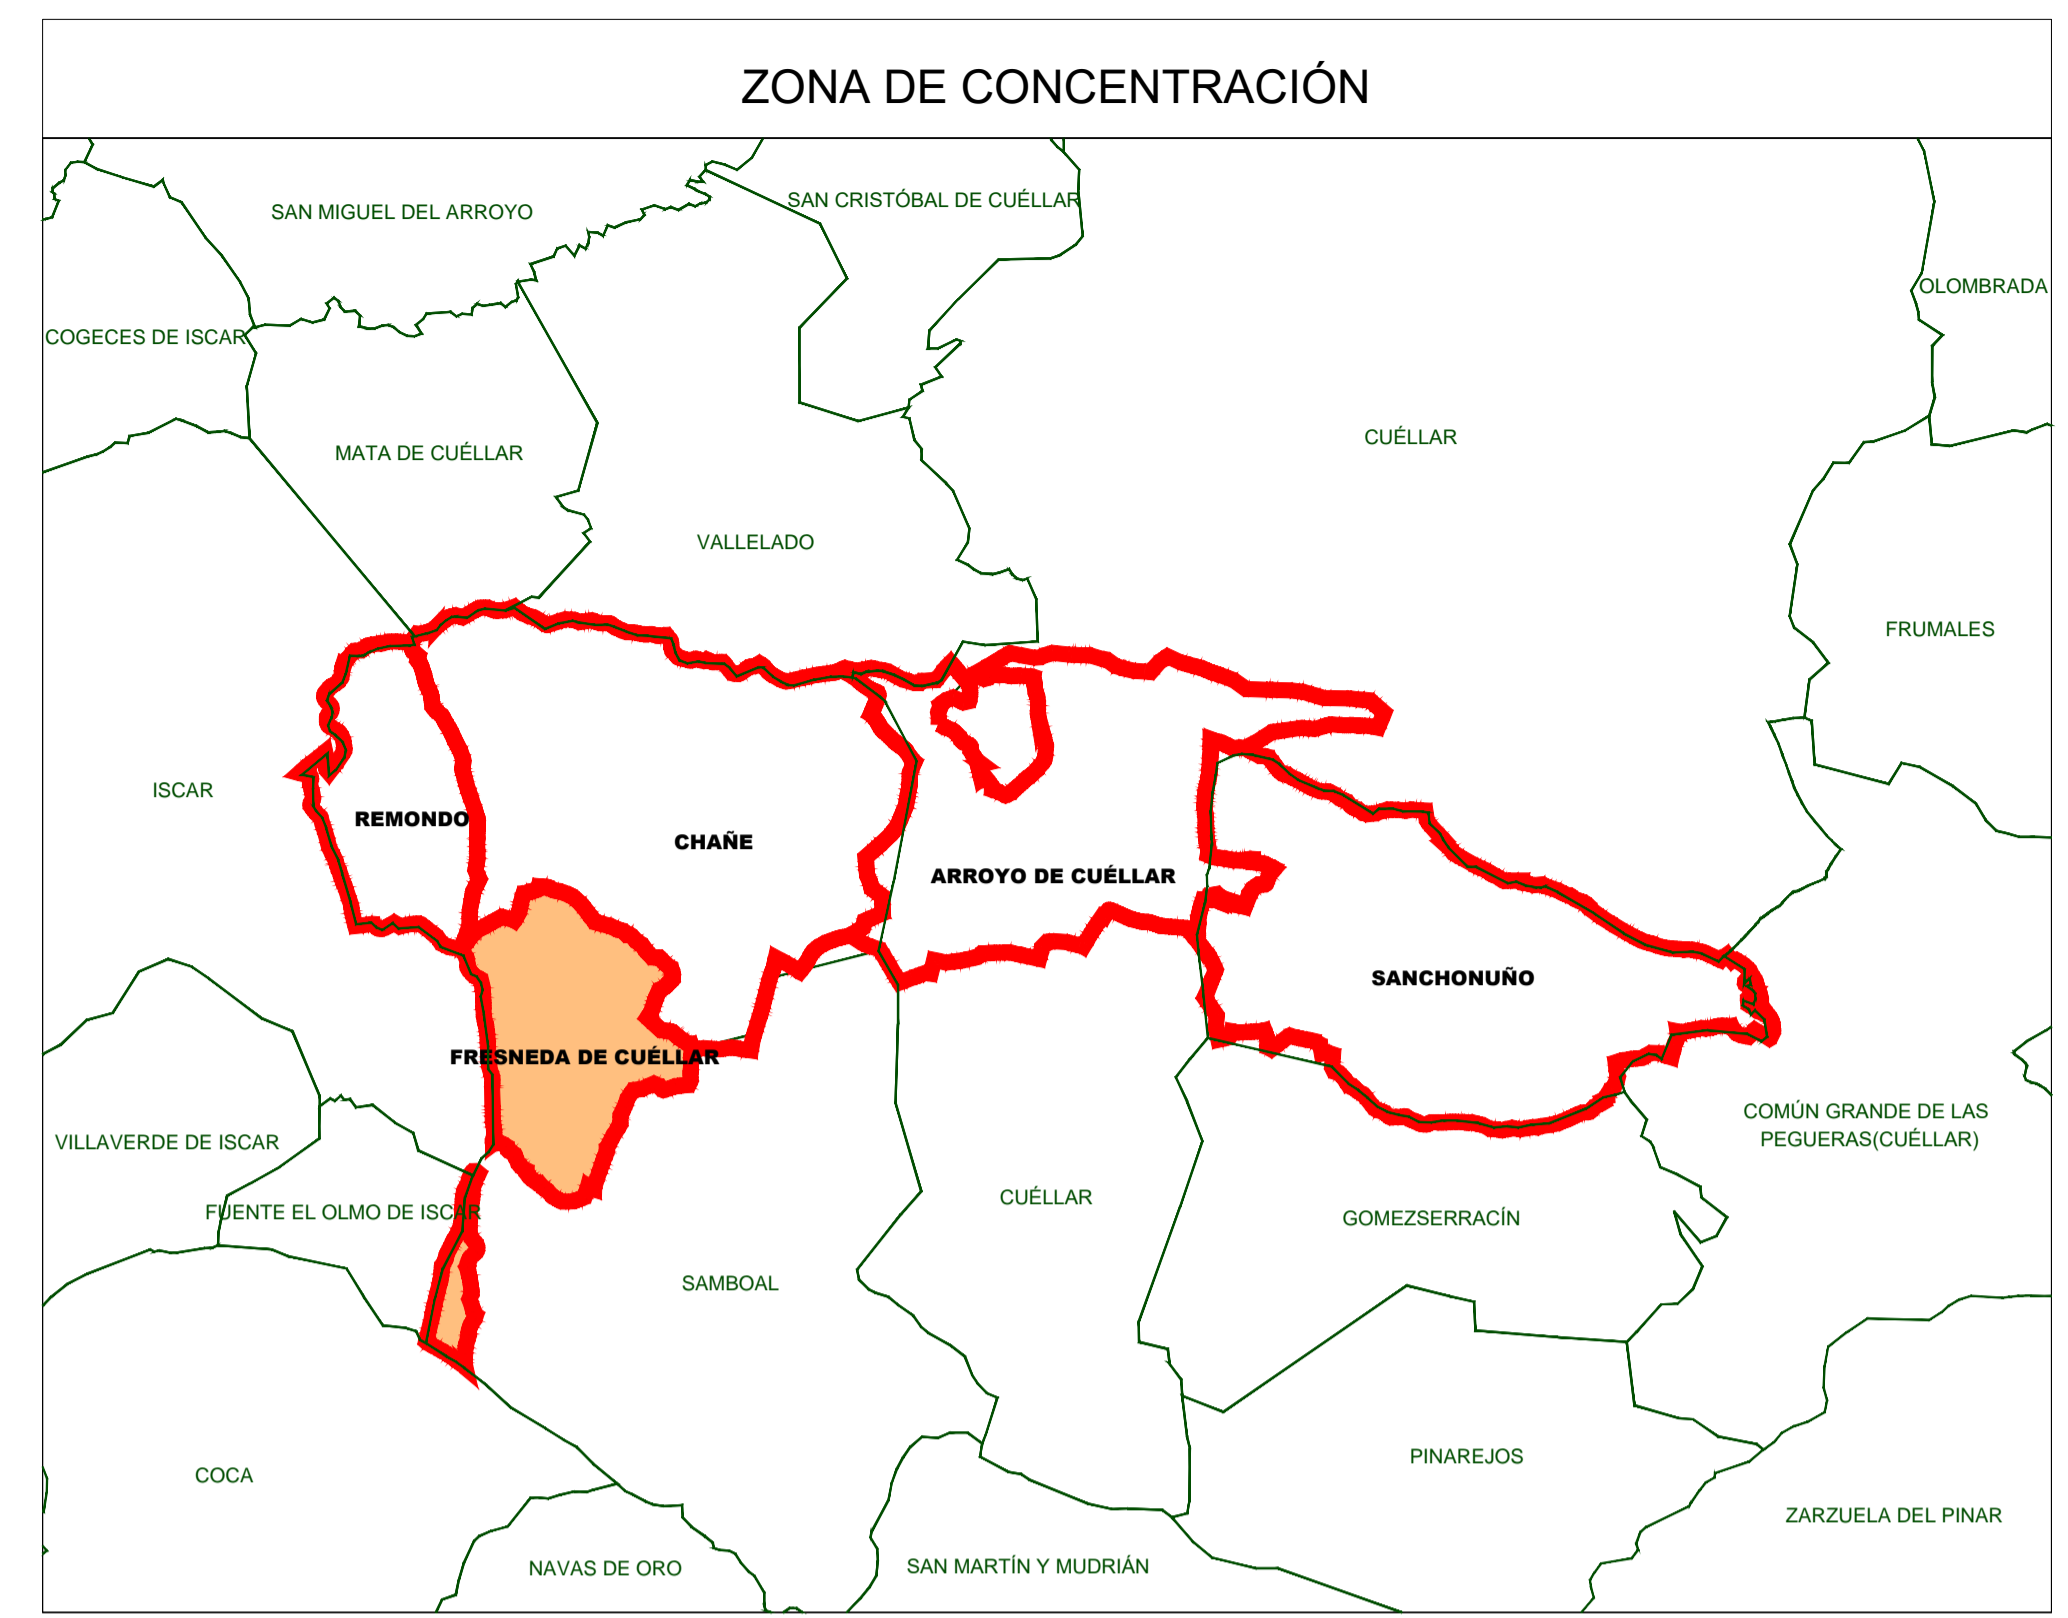 ZONA DE CONCENTRACIÓN
SAN MIGUEL DEL ARROYO
SAN CRISTÓBAL DE CUÉLLAR
OLOMBRADA
COGECES DE ISCAR
CUÉLLAR
MATA DE CUÉLLAR
VALLELADO
FRUMALES
ISCAR
REMONDO
CHAÑE
ARROYO DE CUÉLLAR
SANCHONUÑO
FRESNEDA DE CUÉLLAR
COMÚN GRANDE DE LAS
PEGUERAS(CUÉLLAR)
VILLAVERDE DE ISCAR
CUÉLLAR
FUENTE EL OLMO DE ISCAR
GOMEZSERRACÍN
SAMBOAL
PINAREJOS
COCA
ZARZUELA DEL PINAR
NAVAS DE ORO
SAN MARTÍN Y MUDRIÁN